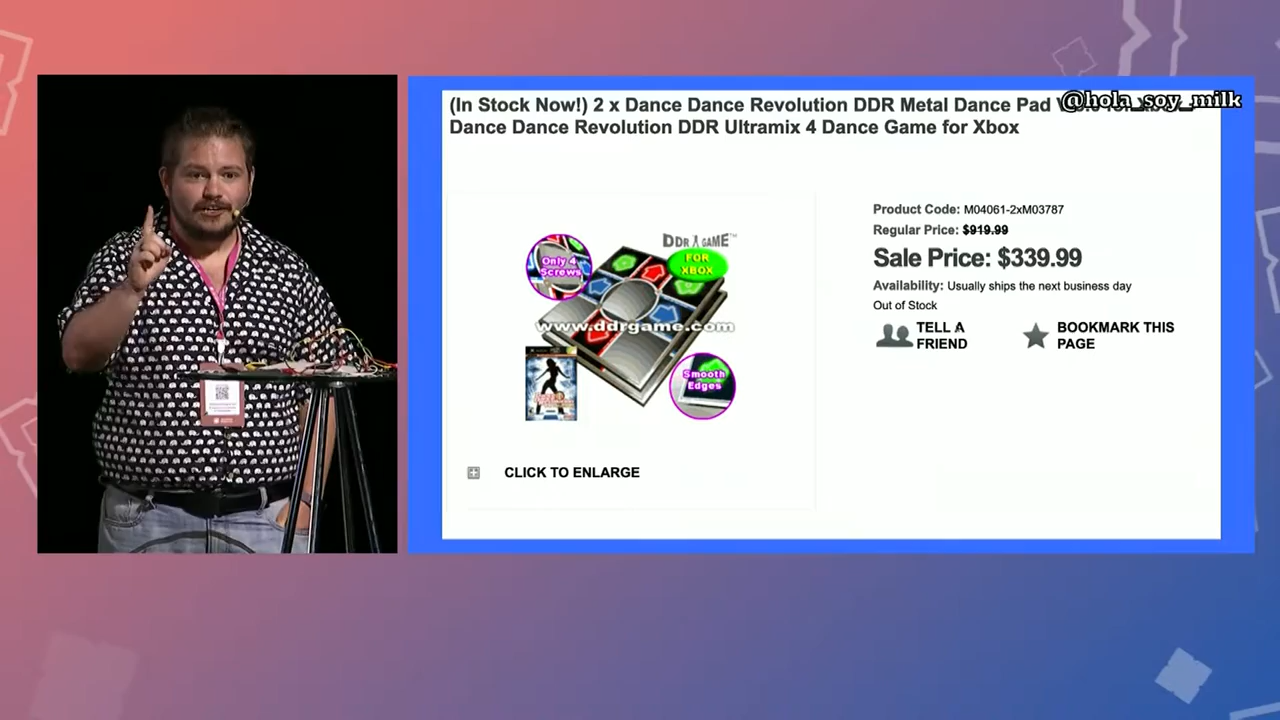 @hola_soy_milk
(In Stock Now!) 2 x Dance Dance Revolution DDR Metal Dance Pad
Dance Dance Revolution DDR Ultramix 4 Dance Game for Xbox
Product Code: M04061-2xM03787
Regular Price: $919.99
Sale Price: $339.99
Availability: Usually ships the next business day
Out of Stock
TELL A
FRIEND
BOOKMARK THIS
PAGE
DDR GAME™
FOR
XBOX
Only 4
Screws
www.ddrgame.com
Smooth
Edges
CLICK TO ENLARGE